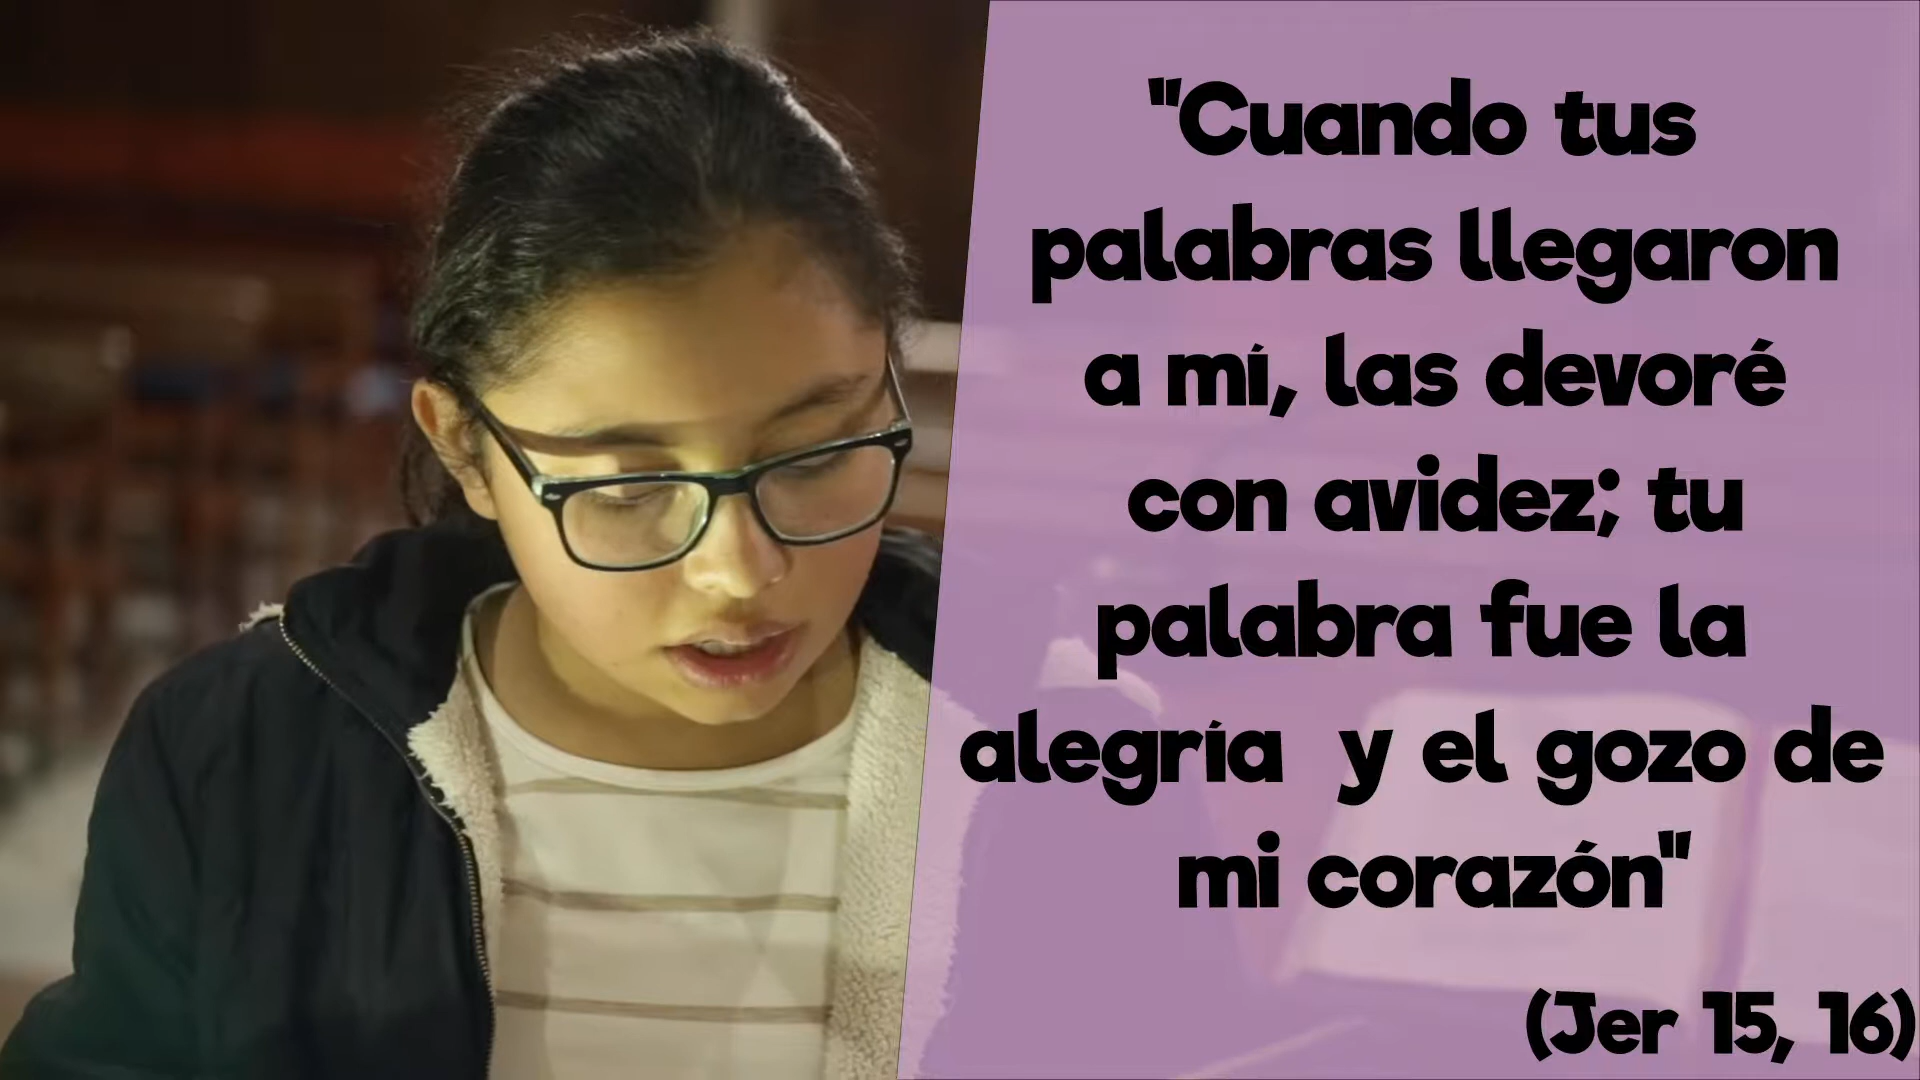 "Cuando tus
palabras llegaron
a mí, las devoré
con avidez; tu
palabra fue la
alegría  y el gozo de
mi corazón"
(Jer 15, 16)